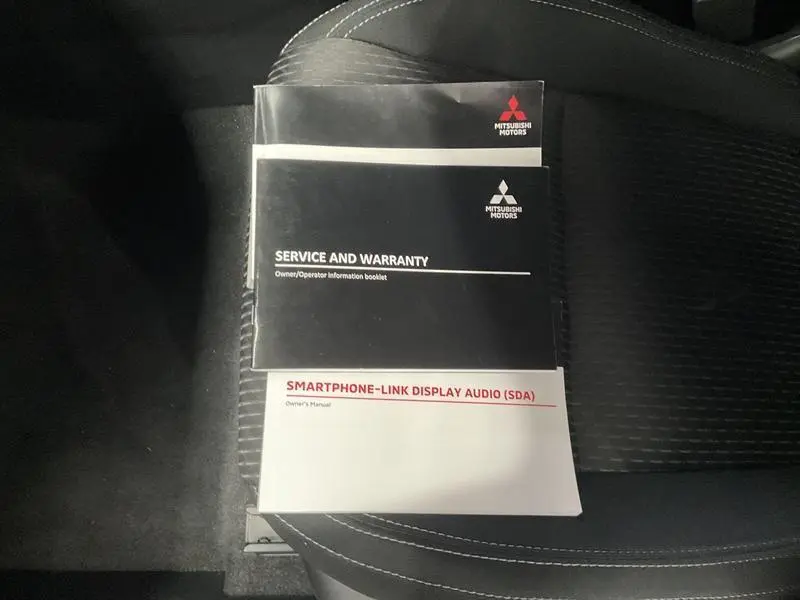 MITSUBISHI
MOTORS
MITSUBISHI
MOTORS
SERVICE AND WARRANTY
Owner/Operator information booklet
SMARTPHONE-LINK DISPLAY AUDIO (SDA)
Owner's Manual